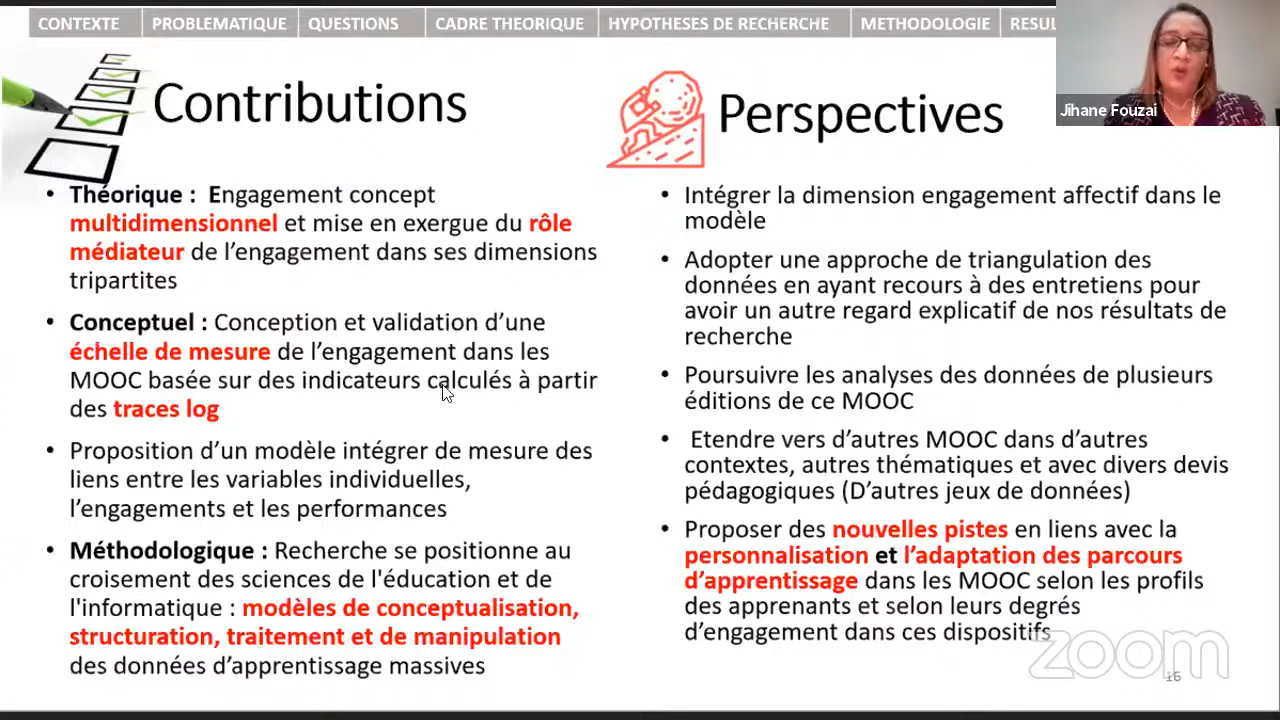 CONTEXTE
PROBLEMATIQUE
QUESTIONS
CADRE THEORIQUE
HYPOTHESES DE RECHERCHE
METHODOLOGIE
Jihane Fouzai
Contributions
• Théorique : Engagement concept
multidimensionnel et mise en exergue du rôle
médiateur de l’engagement dans ses dimensions
tripartites
• Conceptuel : Conception et validation d’une
échelle de mesure de l’engagement dans les
MOOC basée sur des indicateurs calculés à partir
des traces log
• Proposition d’un modèle intégrer de mesure des
liens entre les variables individuelles,
l’engagements et les performances
• Méthodologique : Recherche se positionne au
croisement des sciences de l'éducation et de
l'informatique : modèles de conceptualisation,
structuration, traitement et de manipulation
des données d’apprentissage massives
Perspectives
• Intégrer la dimension engagement affectif dans le
modèle
• Adopter une approche de triangulation des
données en ayant recours à des entretiens pour
avoir un autre regard explicatif de nos résultats de
recherche
• Poursuivre les analyses des données de plusieurs
éditions de ce MOOC
• Etendre vers d’autres MOOC dans d’autres
contextes, autres thématiques et avec divers devis
pédagogiques (D’autres jeux de données)
• Proposer des nouvelles pistes en liens avec la
personnalisation et l’adaptation des parcours
d’apprentissage dans les MOOC selon les profils
des apprenants et selon leurs degrés
d’engagement dans ces dispositifs
zoom
16